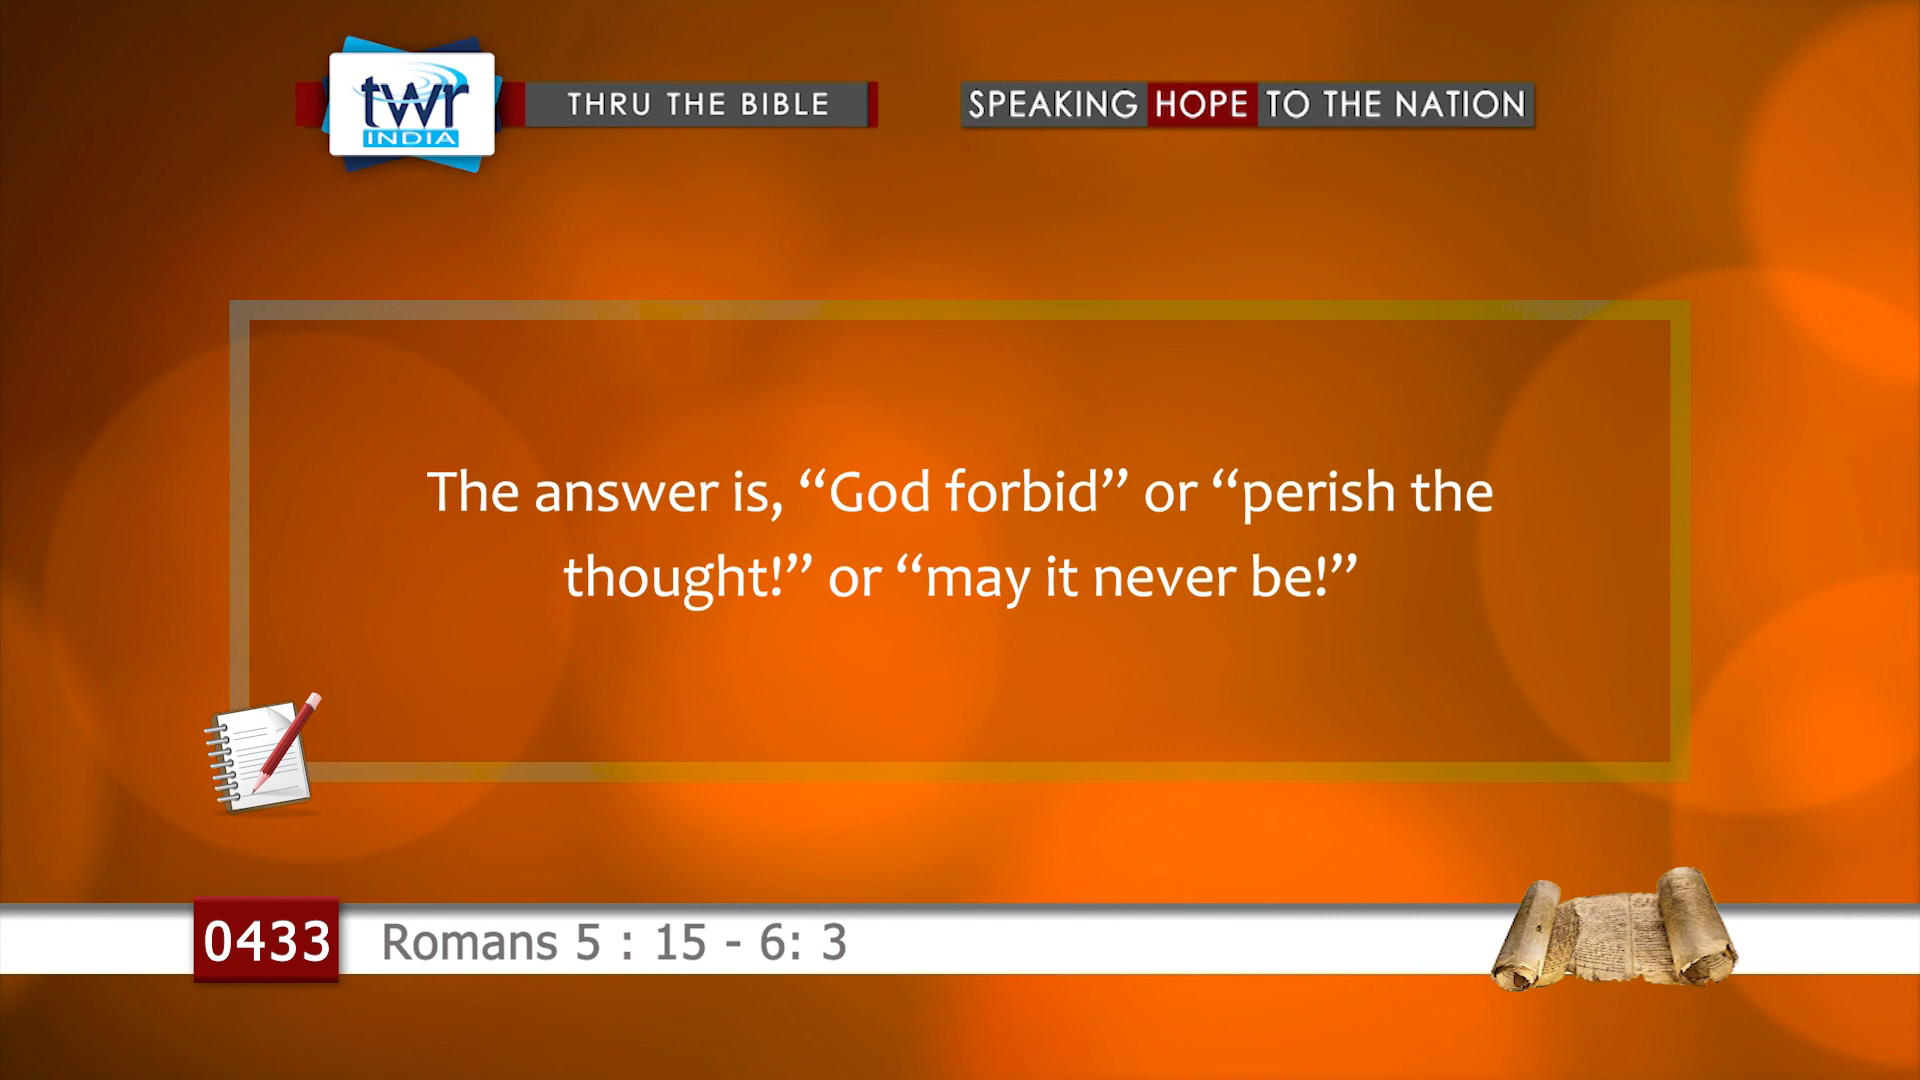 twr
INDIA
THRU THE BIBLE
SPEAKING HOPE TO THE NATION
The answer is, “God forbid” or “perish the
thought!” or “may it never be!”
0433
Romans 5 : 15 - 6: 3